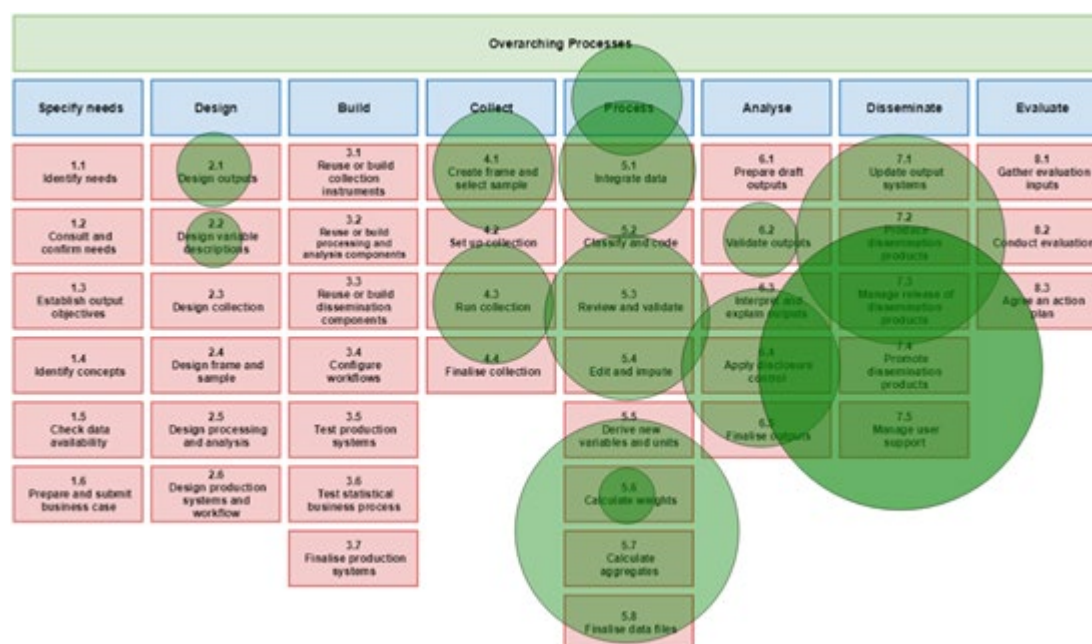 Overarching Processes
Specify needs
Design
Build
Collect
Process
Analyse
Disseminate
Evaluate
1.1
Identify needs
1.2
Consult and
confirm needs
1.3
Establish output
objectives
1.4
Identify concepts
1.5
Check data
availability
1.6
Prepare and submit
business case
2.1
Design outputs
2.2
Design variable
descriptions
2.3
Design collection
2.4
Design frame and
sample
2.5
Design processing
and analysis
2.6
Design production
systems and
workflow
3.1
Reuse or build
collection
instruments
3.2
Reuse or build
processing and
analysis components
3.3
Reuse or build
dissemination
components
3.4
Configure
workflows
3.5
Test production
systems
3.6
Test statistical
business process
3.7
Finalise production
systems
4.1
Create frame and
select sample
4.2
Set up collection
4.3
Run collection
4.4
Finalise collection
5.1
Integrate data
5.2
Classify and code
5.3
Review and validate
5.4
Edit and impute
5.5
Derive new
variables and units
5.6
Calculate weights
5.7
Calculate
aggregates
5.8
Finalise data files
6.1
Prepare draft
outputs
6.2
Validate outputs
6.3
Interpret and
explain outputs
6.4
Apply disclosure
control
6.5
Finalise outputs
7.1
Update output
systems
7.2
Produce
dissemination
products
7.3
Manage release of
dissemination
products
7.4
Promote
dissemination
products
7.5
Manage user
support
8.1
Gather evaluation
inputs
8.2
Conduct evaluation
8.3
Agree an action
plan